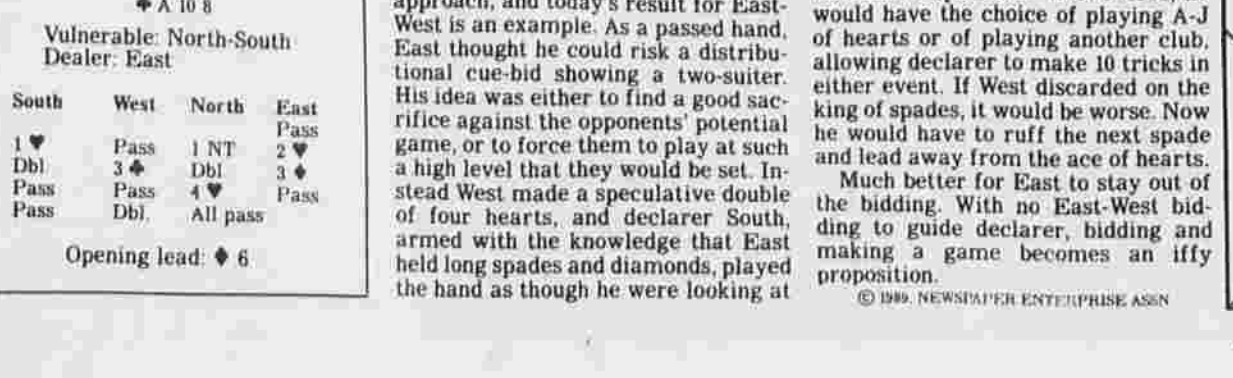 ♣ A 10 8
Vulnerable: North-South
Dealer: East
South West North East
Pass
1 ♥ Pass 1 NT 2 ♥
Dbl 3 ♣ Dbl 3 ♦
Pass Pass 4 ♥ Pass
Pass Dbl. All pass
Opening lead: ♦ 6
approach, and today's result for East-
West is an example. As a passed hand,
East thought he could risk a distribu-
tional cue-bid showing a two-suiter.
His idea was either to find a good sac-
rifice against the opponents' potential
game, or to force them to play at such
a high level that they would be set. In-
stead West made a speculative double
of four hearts, and declarer South,
armed with the knowledge that East
held long spades and diamonds, played
the hand as though he were looking at
would have the choice of playing A-J
of hearts or of playing another club,
allowing declarer to make 10 tricks in
either event. If West discarded on the
king of spades, it would be worse. Now
he would have to ruff the next spade
and lead away from the ace of hearts.
Much better for East to stay out of
the bidding. With no East-West bid-
ding to guide declarer, bidding and
making a game becomes an iffy
proposition.
© 1989, NEWSPAPER ENTERPRISE ASSN